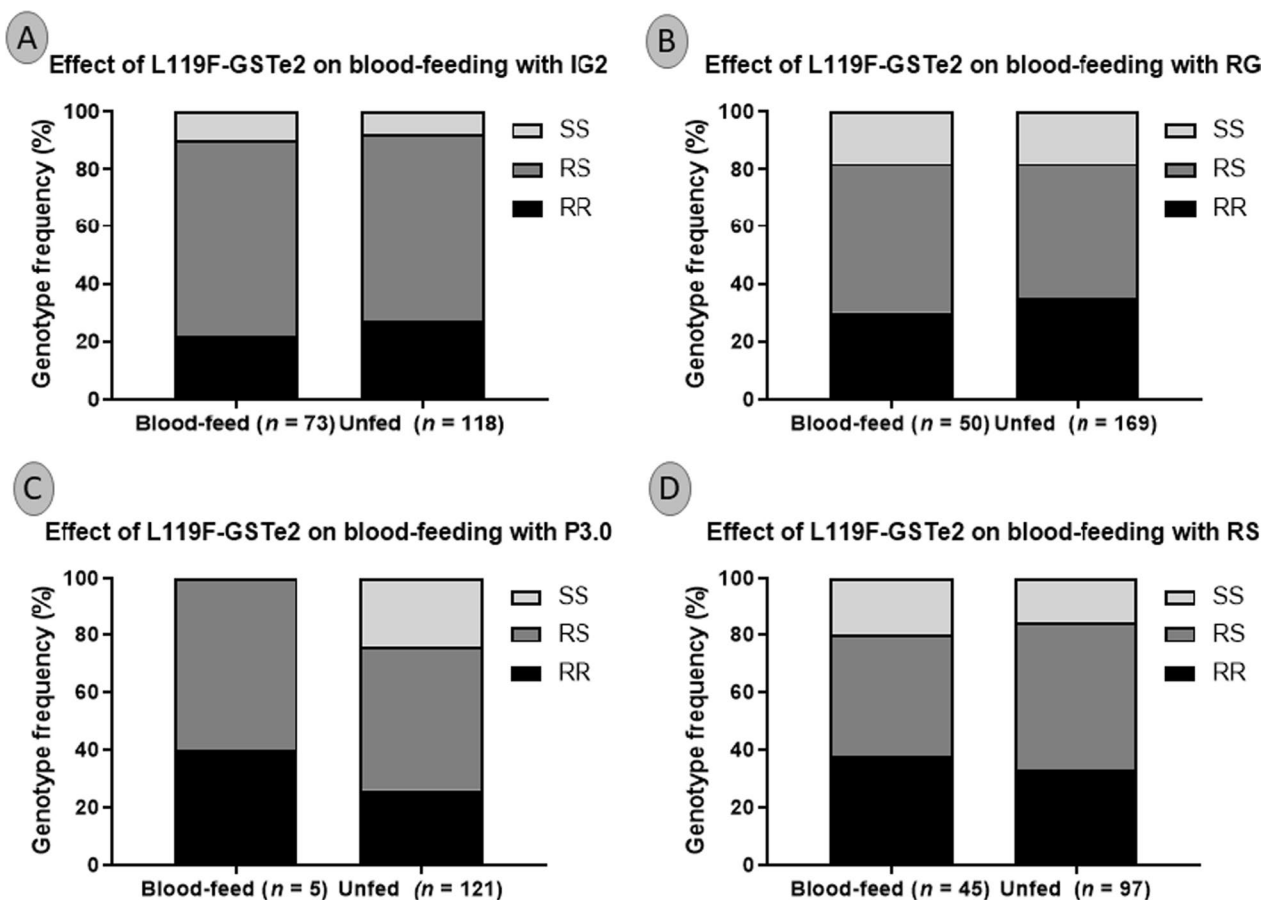 A
Effect of L119F-GSTe2 on blood-feeding with IG2
Genotype frequency (%)
100
80
60
40
20
0
SS
RS
RR
Blood-feed (n = 73) Unfed (n = 118)
B
Effect of L119F-GSTe2 on blood-feeding with RG
Genotype frequency (%)
100
80
60
40
20
0
SS
RS
RR
Blood-feed (n = 50) Unfed (n = 169)
C
Effect of L119F-GSTe2 on blood-feeding with P3.0
Genotype frequency (%)
100
80
60
40
20
0
SS
RS
RR
Blood-feed (n = 5) Unfed (n = 121)
D
Effect of L119F-GSTe2 on blood-feeding with RS
Genotype frequency (%)
100
80
60
40
20
0
SS
RS
RR
Blood-feed (n = 45) Unfed (n = 97)